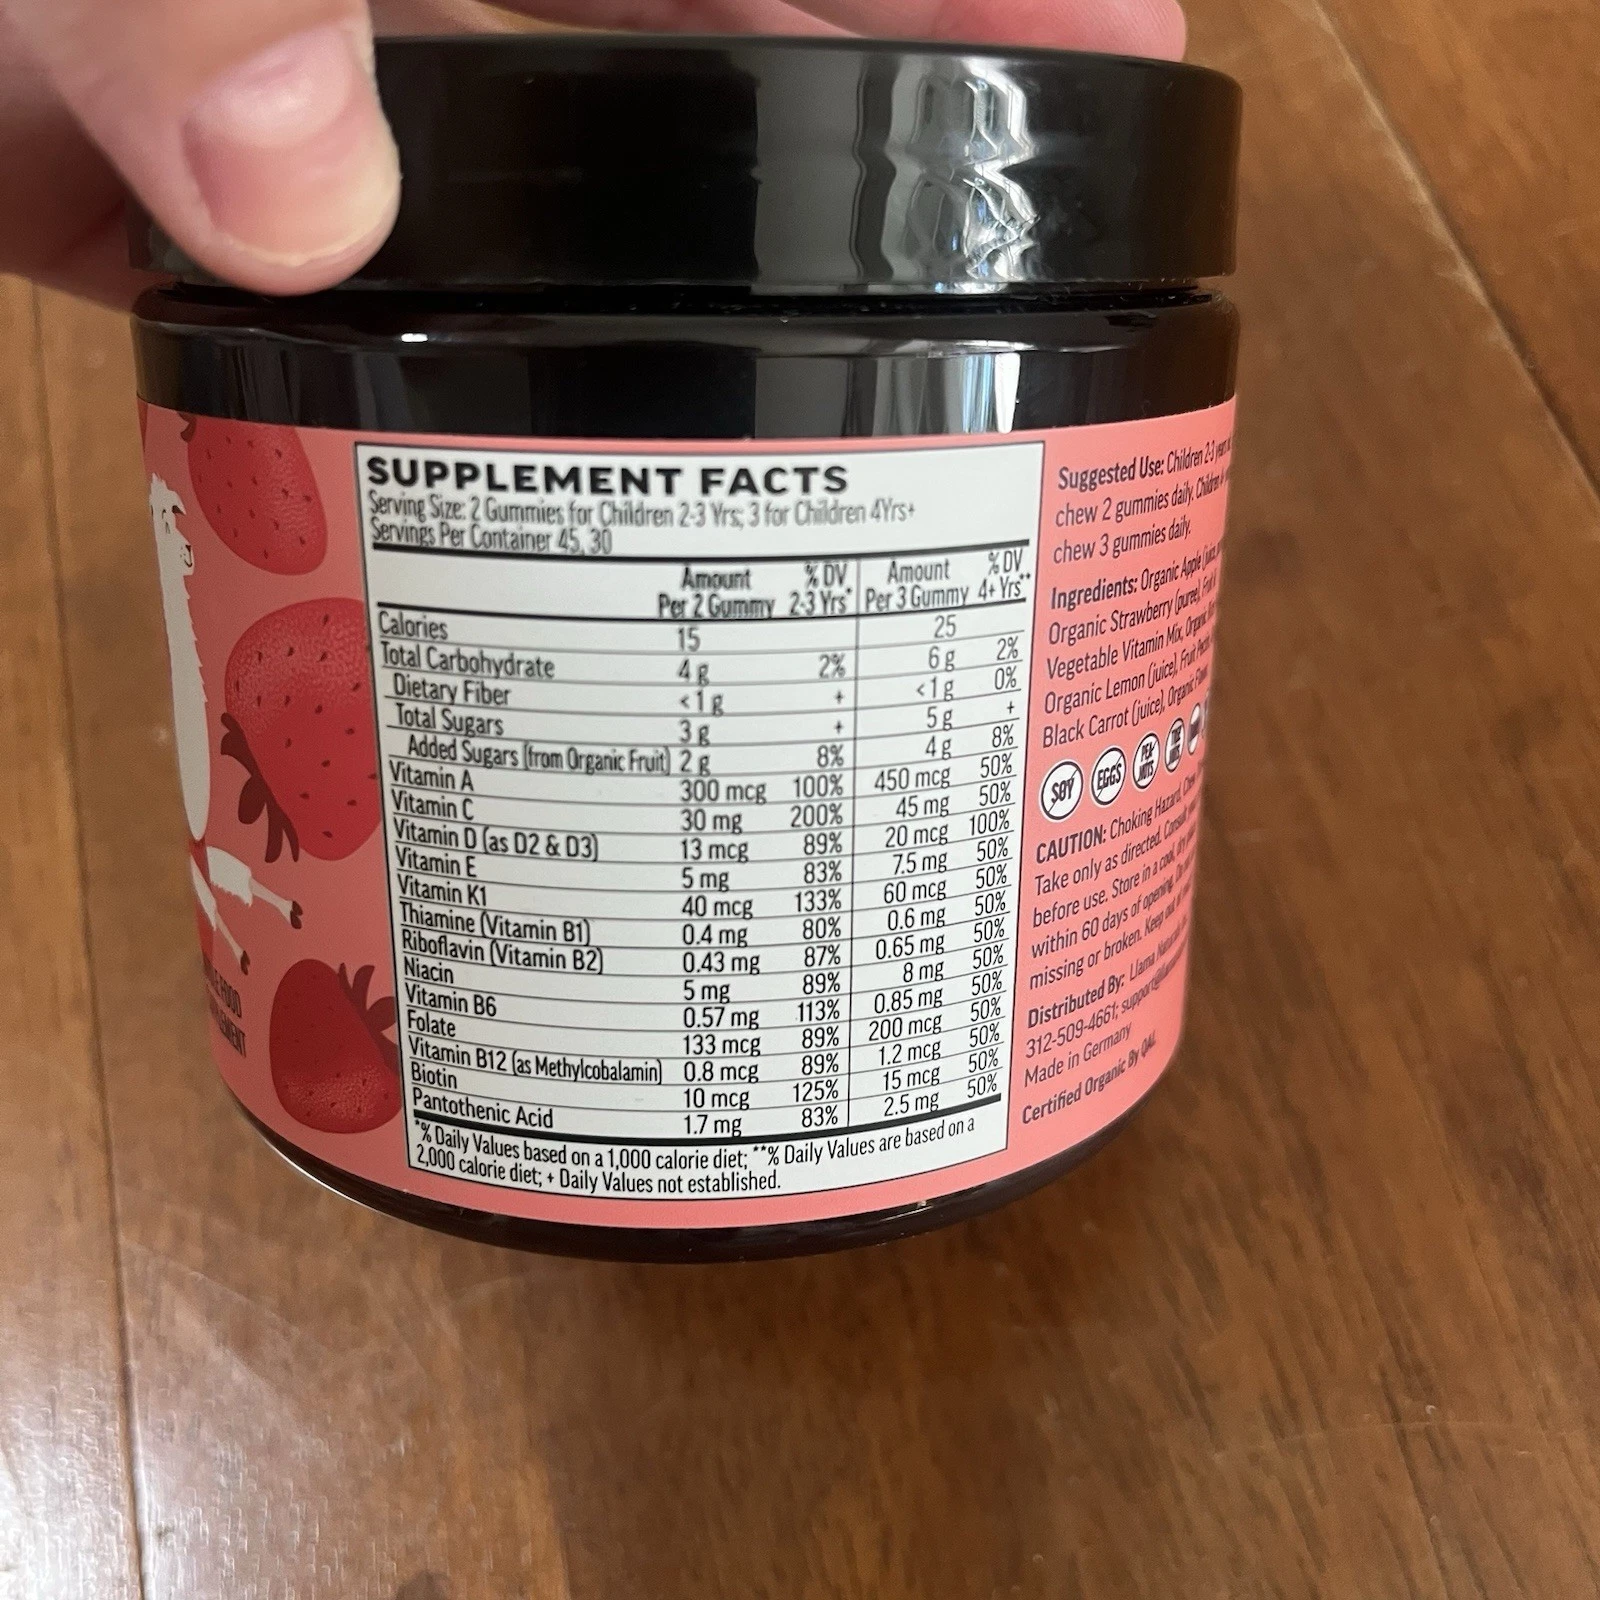 SUPPLEMENT FACTS
Serving Size: 2 Gummies for Children 2-3 Yrs; 3 for Children 4Yrs+
Servings Per Container 45, 30
Amount Per 2 Gummy % DV 2-3 Yrs* Amount Per 3 Gummy % DV 4+ Yrs**
Calories 15 25
Total Carbohydrate 4 g 2% 6 g 2%
Dietary Fiber <1 g + <1 g 0%
Total Sugars 3 g + 5 g +
Added Sugars (from Organic Fruit) 2 g 8% 4 g 8%
Vitamin A 300 mcg 100% 450 mcg 50%
Vitamin C 30 mg 200% 45 mg 50%
Vitamin D (as D2 & D3) 13 mcg 89% 20 mcg 100%
Vitamin E 5 mg 83% 7.5 mg 50%
Vitamin K1 40 mcg 133% 60 mcg 50%
Thiamine (Vitamin B1) 0.4 mg 80% 0.6 mg 50%
Riboflavin (Vitamin B2) 0.43 mg 87% 0.65 mg 50%
Niacin 5 mg 89% 8 mg 50%
Vitamin B6 0.57 mg 113% 0.85 mg 50%
Folate 133 mcg 89% 200 mcg 50%
Vitamin B12 (as Methylcobalamin) 0.8 mcg 89% 1.2 mcg 50%
Biotin 10 mcg 125% 15 mcg 50%
Pantothenic Acid 1.7 mg 83% 2.5 mg 50%
*% Daily Values based on a 1,000 calorie diet; **% Daily Values are based on a
2,000 calorie diet; + Daily Values not established.
Suggested Use: Children 2-3
chew 2 gummies daily. Children
chew 3 gummies daily.
Ingredients: Organic Apple
Organic Strawberry (puree),
Vegetable Vitamin Mix, Organic
Organic Lemon (juice), Fruit
Black Carrot (juice), Organic
SOY
EGGS
PEA-
NUTS
CAUTION: Choking Hazard,
Take only as directed.
before use. Store in a cool, dry
within 60 days of opening.
missing or broken. Keep out of
Distributed By: Llama
312-509-4661;
Made in Germany
Certified Organic By QAI
FOOD